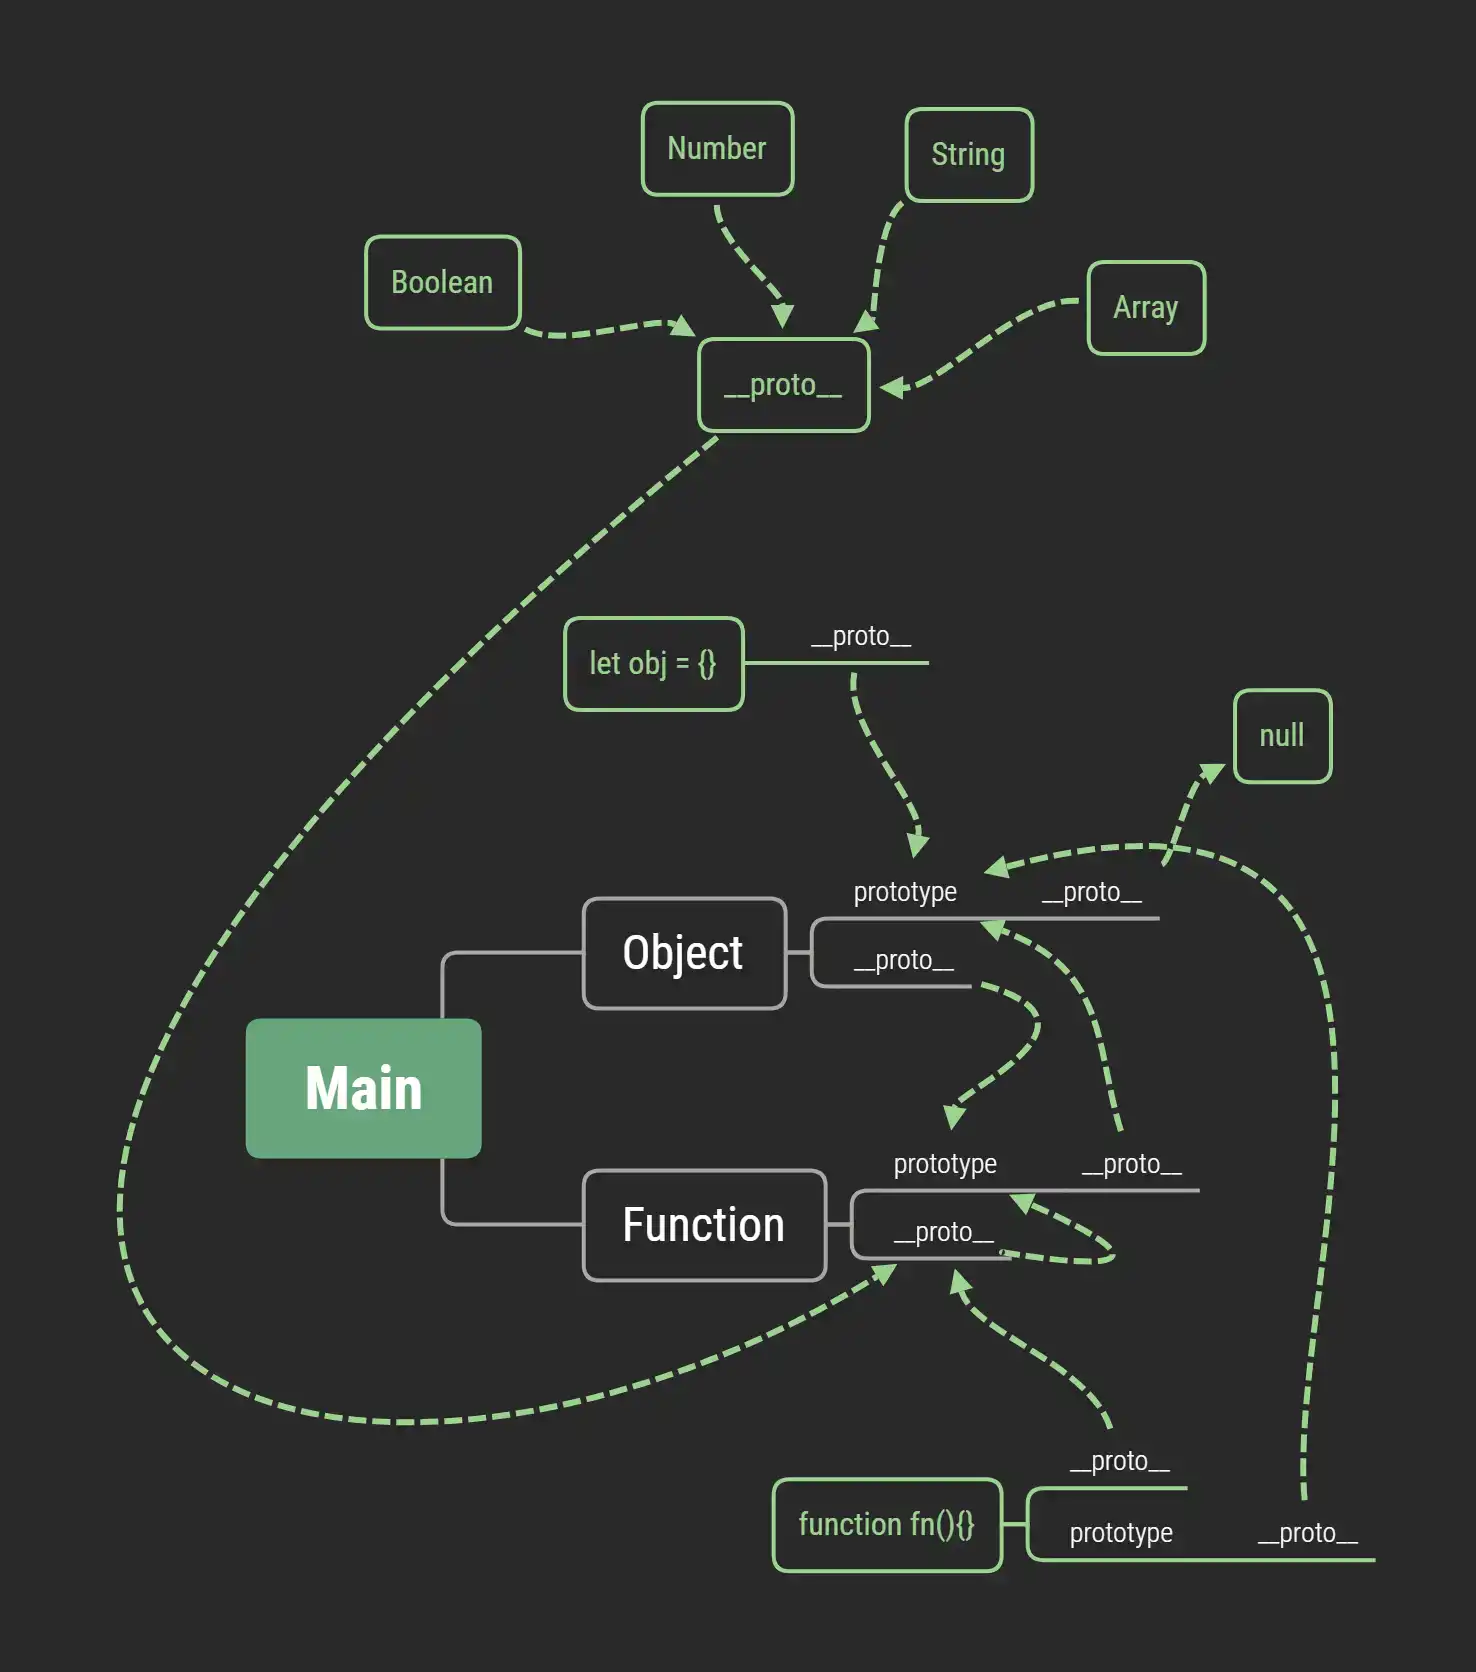 Number
String
Boolean
Array
__proto__
let obj = {}
__proto__
null
prototype
__proto__
Object
__proto__
Main
prototype
__proto__
Function
__proto__
__proto__
function fn(){}
prototype
__proto__